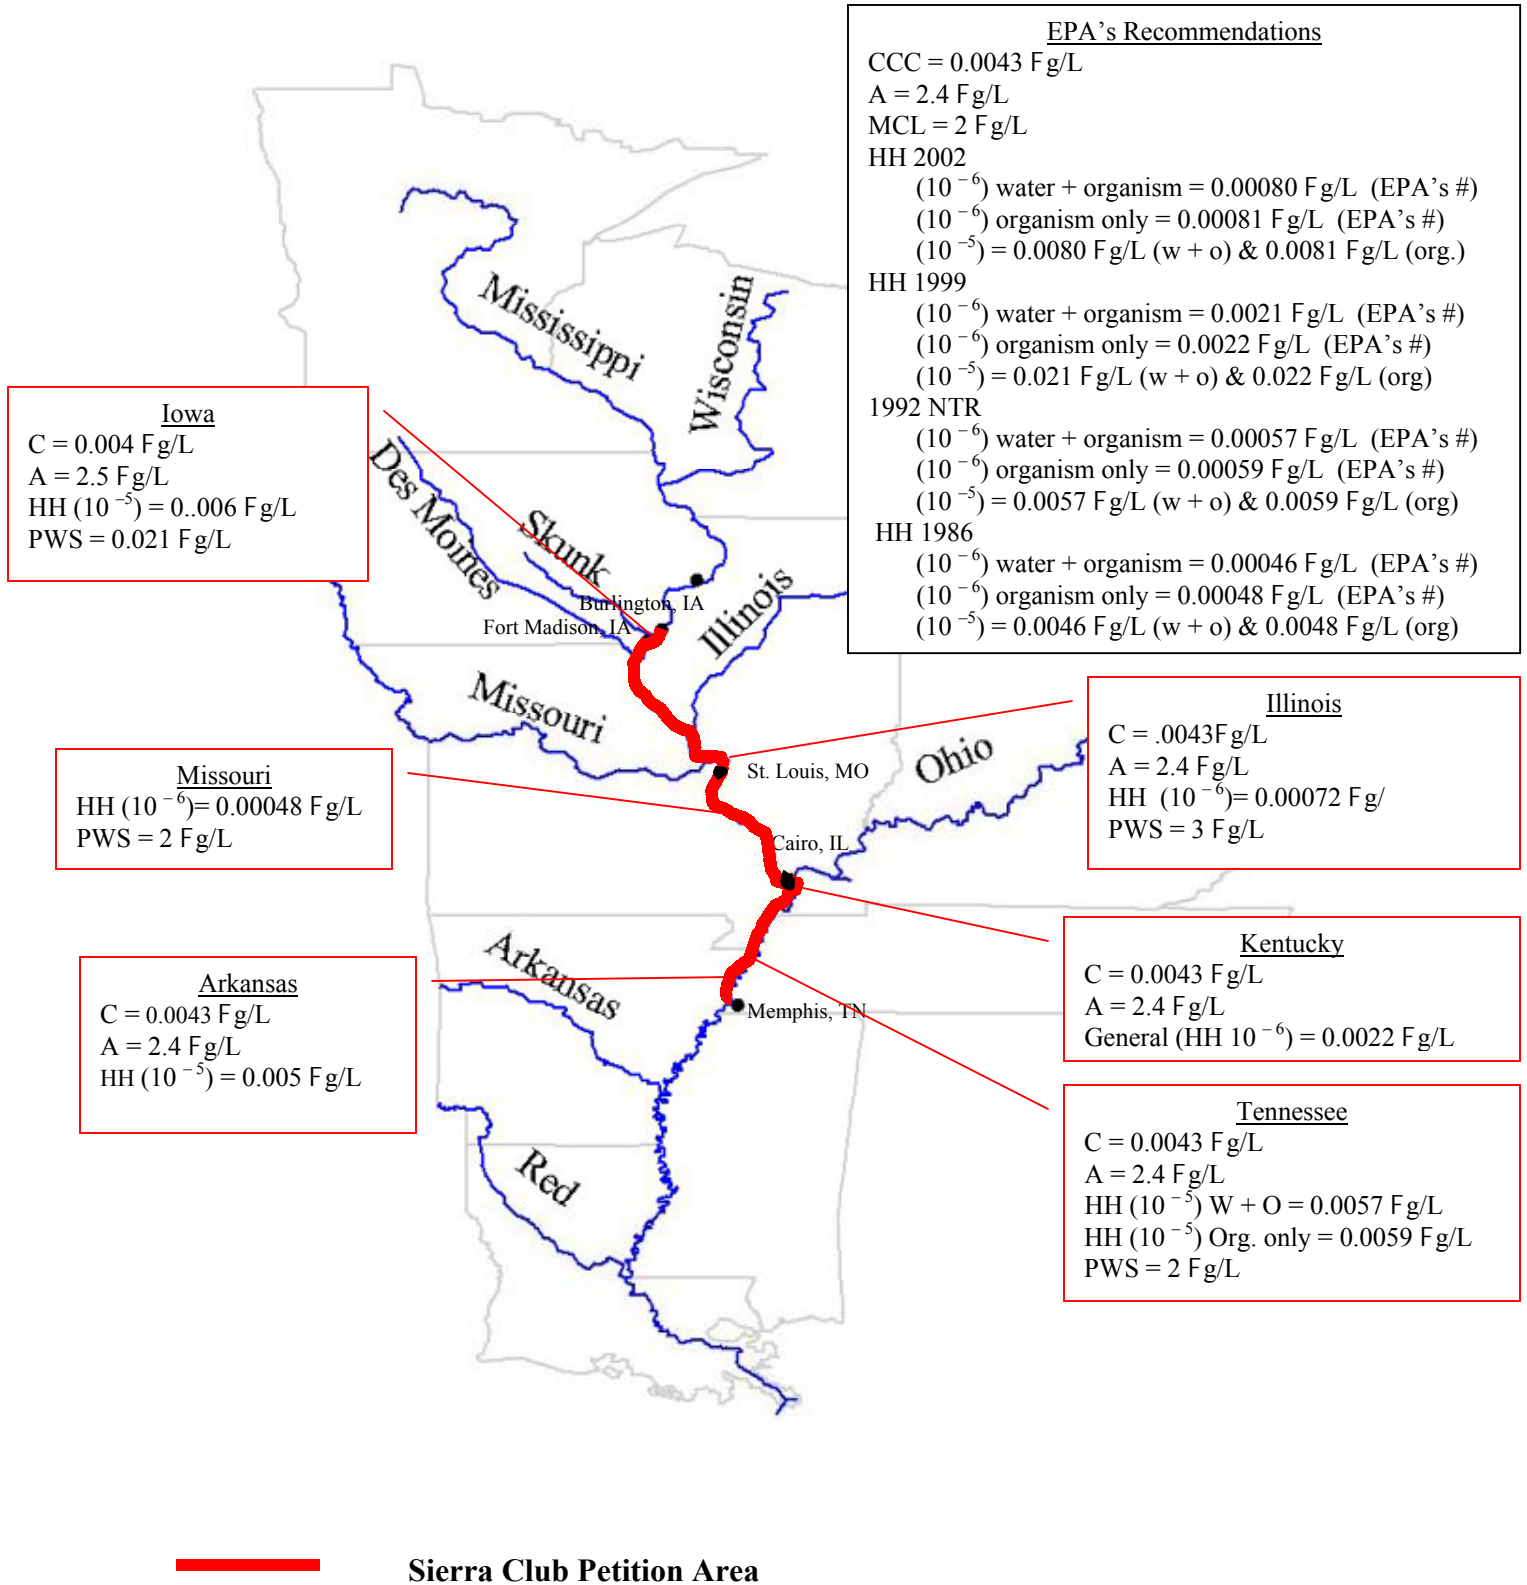 EPA's Recommendations
CCC = 0.0043 Fg/L
A = 2.4 Fg/L
MCL = 2 Fg/L
HH 2002
(10⁻⁶) water + organism = 0.00080 Fg/L (EPA's #)
(10⁻⁶) organism only = 0.00081 Fg/L (EPA's #)
(10⁻⁵) = 0.0080 Fg/L (w + o) & 0.0081 Fg/L (org.)
HH 1999
(10⁻⁶) water + organism = 0.0021 Fg/L (EPA's #)
(10⁻⁶) organism only = 0.0022 Fg/L (EPA's #)
(10⁻⁵) = 0.021 Fg/L (w + o) & 0.022 Fg/L (org)
1992 NTR
(10⁻⁶) water + organism = 0.00057 Fg/L (EPA's #)
(10⁻⁶) organism only = 0.00059 Fg/L (EPA's #)
(10⁻⁵) = 0.0057 Fg/L (w + o) & 0.0059 Fg/L (org)
HH 1986
(10⁻⁶) water + organism = 0.00046 Fg/L (EPA's #)
(10⁻⁶) organism only = 0.00048 Fg/L (EPA's #)
(10⁻⁵) = 0.0046 Fg/L (w + o) & 0.0048 Fg/L (org)
Mississippi
Wisconsin
Iowa
C = 0.004 Fg/L
A = 2.5 Fg/L
HH (10⁻⁵) = 0..006 Fg/L
PWS = 0.021 Fg/L
Des Moines
Skunk
Burlington, IA
Fort Madison, IA
Illinois
Missouri
St. Louis, MO
Ohio
Cairo, IL
Illinois
C = .0043Fg/L
A = 2.4 Fg/L
HH (10⁻⁶)= 0.00072 Fg/
PWS = 3 Fg/L
Missouri
HH (10⁻⁶)= 0.00048 Fg/L
PWS = 2 Fg/L
Kentucky
C = 0.0043 Fg/L
A = 2.4 Fg/L
General (HH 10⁻⁶) = 0.0022 Fg/L
Arkansas
Arkansas
C = 0.0043 Fg/L
A = 2.4 Fg/L
HH (10⁻⁵) = 0.005 Fg/L
Memphis, TN
Tennessee
C = 0.0043 Fg/L
A = 2.4 Fg/L
HH (10⁻⁵) W + O = 0.0057 Fg/L
HH (10⁻⁵) Org. only = 0.0059 Fg/L
PWS = 2 Fg/L
Red
Sierra Club Petition Area